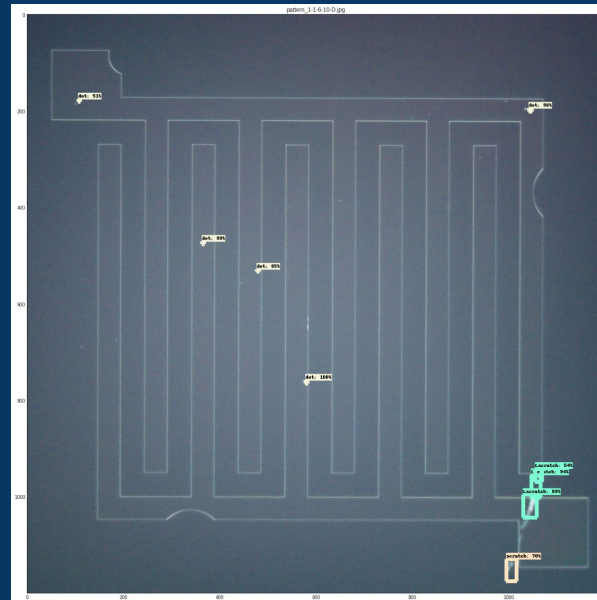 pattern_1-1-6-10-D.jpg
0
dot: 51%
dot: 98%
200
400
dot: 99%
dot: 85%
600
dot: 100%
800
scratch: 54%
scratch: 89%
1000
scratch: 70%
0
200
400
600
800
1000